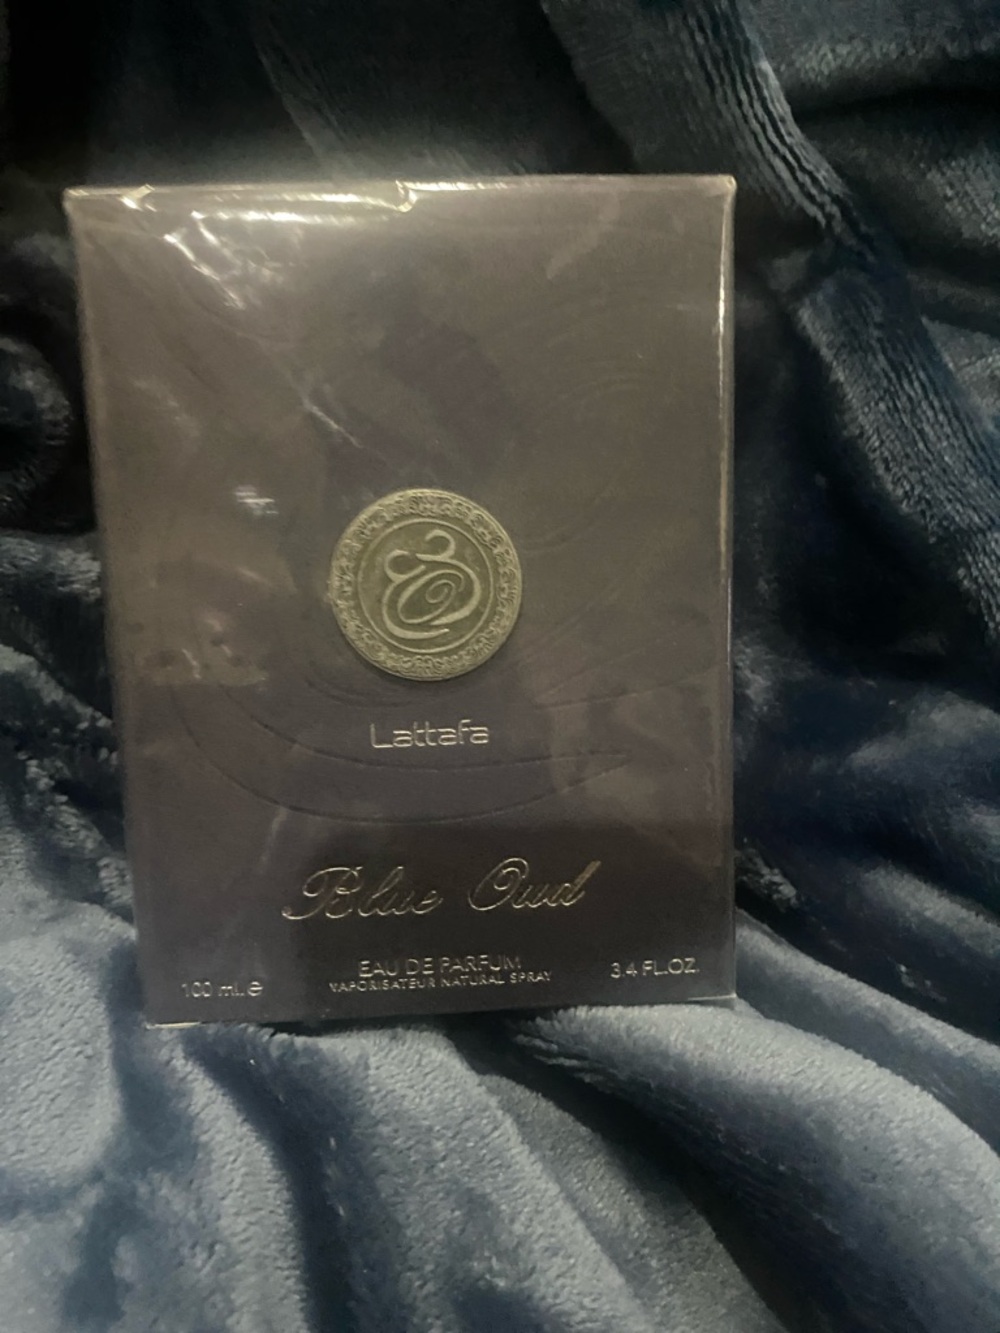 Lattafa
Blue Oud
EAU DE PARFUM
VAPORISATEUR NATURAL SPRAY
100 ml.℮
3.4 FL.OZ.